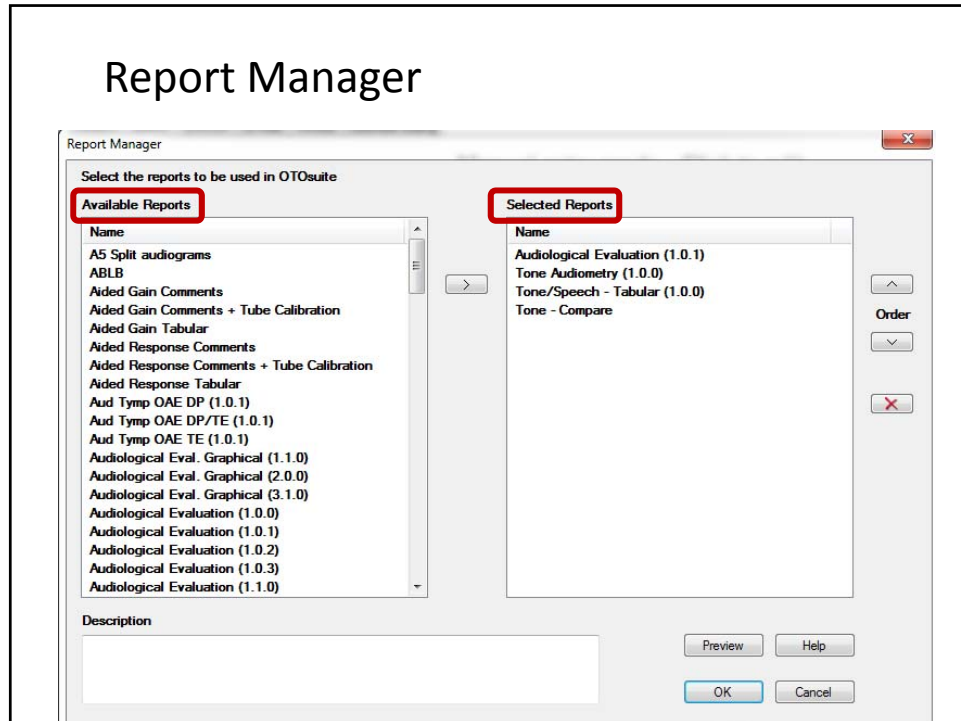 Report Manager
Report Manager
Select the reports to be used in OTOsuite
Available Reports
Name
A5 Split audiograms
ABLB
Aided Gain Comments
Aided Gain Comments + Tube Calibration
Aided Gain Tabular
Aided Response Comments
Aided Response Comments + Tube Calibration
Aided Response Tabular
Aud Tymp OAE DP (1.0.1)
Aud Tymp OAE DP/TE (1.0.1)
Aud Tymp OAE TE (1.0.1)
Audiological Eval. Graphical (1.1.0)
Audiological Eval. Graphical (2.0.0)
Audiological Eval. Graphical (3.1.0)
Audiological Evaluation (1.0.0)
Audiological Evaluation (1.0.1)
Audiological Evaluation (1.0.2)
Audiological Evaluation (1.0.3)
Audiological Evaluation (1.1.0)
Selected Reports
Name
Audiological Evaluation (1.0.1)
Tone Audiometry (1.0.0)
Tone/Speech - Tabular (1.0.0)
Tone - Compare
Order
Description
Preview Help
OK Cancel